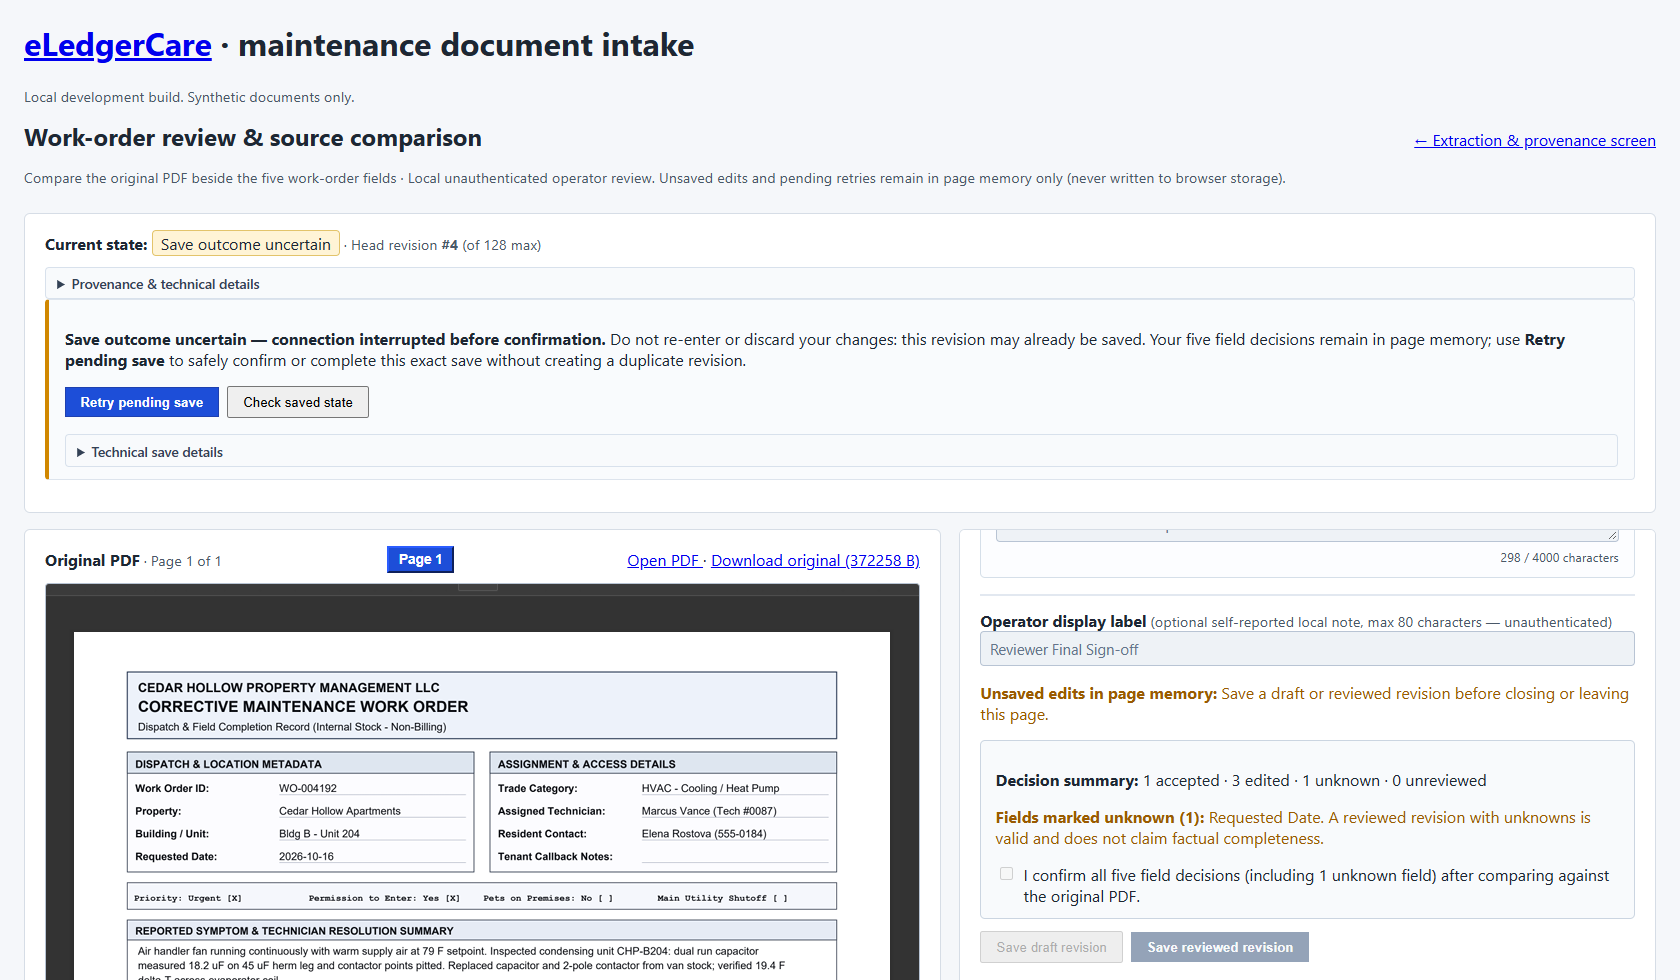 eLedgerCare · maintenance document intake
Local development build. Synthetic documents only.
Work-order review & source comparison
← Extraction & provenance screen
Compare the original PDF beside the five work-order fields · Local unauthenticated operator review. Unsaved edits and pending retries remain in page memory only (never written to browser storage).
Current state: Save outcome uncertain · Head revision #4 (of 128 max)
▶ Provenance & technical details
Save outcome uncertain — connection interrupted before confirmation. Do not re-enter or discard your changes: this revision may already be saved. Your five field decisions remain in page memory; use Retry
pending save to safely confirm or complete this exact save without creating a duplicate revision.
Retry pending save
Check saved state
▶ Technical save details
Original PDF · Page 1 of 1
Page 1
Open PDF · Download original (372258 B)
CEDAR HOLLOW PROPERTY MANAGEMENT LLC
CORRECTIVE MAINTENANCE WORK ORDER
Dispatch & Field Completion Record (Internal Stock - Non-Billing)
DISPATCH & LOCATION METADATA
Work Order ID: WO-004192
Property: Cedar Hollow Apartments
Building / Unit: Bldg B - Unit 204
Requested Date: 2026-10-16
ASSIGNMENT & ACCESS DETAILS
Trade Category: HVAC - Cooling / Heat Pump
Assigned Technician: Marcus Vance (Tech #0087)
Resident Contact: Elena Rostova (555-0184)
Tenant Callback Notes:
Priority: Urgent [X] Permission to Enter: Yes [X] Pets on Premises: No [ ] Main Utility Shutoff [ ]
REPORTED SYMPTOM & TECHNICIAN RESOLUTION SUMMARY
Air handler fan running continuously with warm supply air at 79 F setpoint. Inspected condensing unit CHP-B204: dual run capacitor
measured 18.2 uF on 45 uF herm leg and contactor points pitted. Replaced capacitor and 2-pole contactor from van stock; verified 19.4 F
delta-T across evaporator coil
298 / 4000 characters
Operator display label (optional self-reported local note, max 80 characters — unauthenticated)
Reviewer Final Sign-off
Unsaved edits in page memory: Save a draft or reviewed revision before closing or leaving
this page.
Decision summary: 1 accepted · 3 edited · 1 unknown · 0 unreviewed
Fields marked unknown (1): Requested Date. A reviewed revision with unknowns is
valid and does not claim factual completeness.
I confirm all five field decisions (including 1 unknown field) after comparing against
the original PDF.
Save draft revision
Save reviewed revision